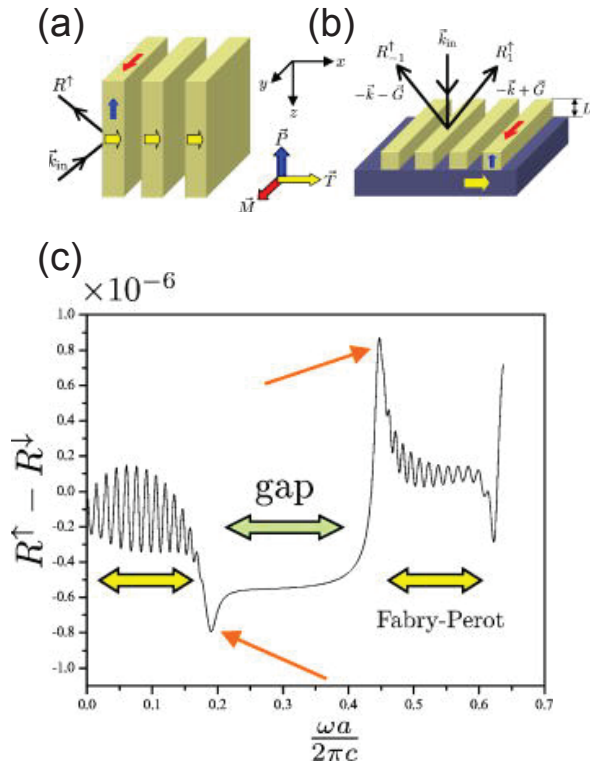 (a)
R↑
k⃗in
x
y
z
P⃗
M⃗
T⃗
(b)
R↑−1
k⃗in
R↑1
−k⃗ − G⃗
−k⃗ + G⃗
(c)
×10−6
R↑ − R↓
1.0
0.8
0.6
0.4
0.2
0.0
-0.2
-0.4
-0.6
-0.8
-1.0
gap
Fabry-Perot
0.0 0.1 0.2 0.3 0.4 0.5 0.6 0.7
ωa
2πc